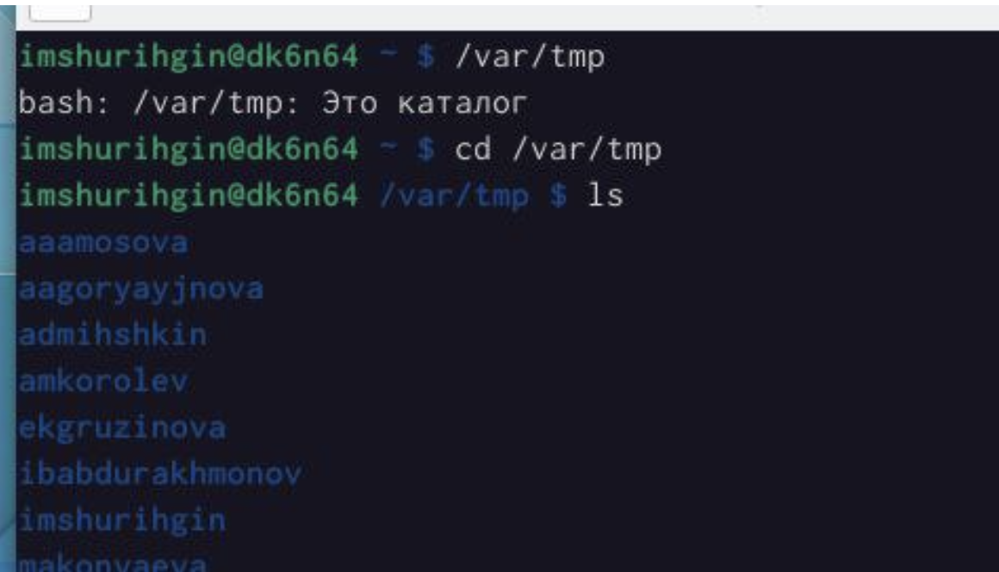 imshurihgin@dk6n64 ~ $ /var/tmp
bash: /var/tmp: Это каталог
imshurihgin@dk6n64 ~ $ cd /var/tmp
imshurihgin@dk6n64 /var/tmp $ ls
aaamosova
aagoryayjnova
admihshkin
amkorolev
ekgruzinova
ibabdurakhmonov
imshurihgin
makonyaeva